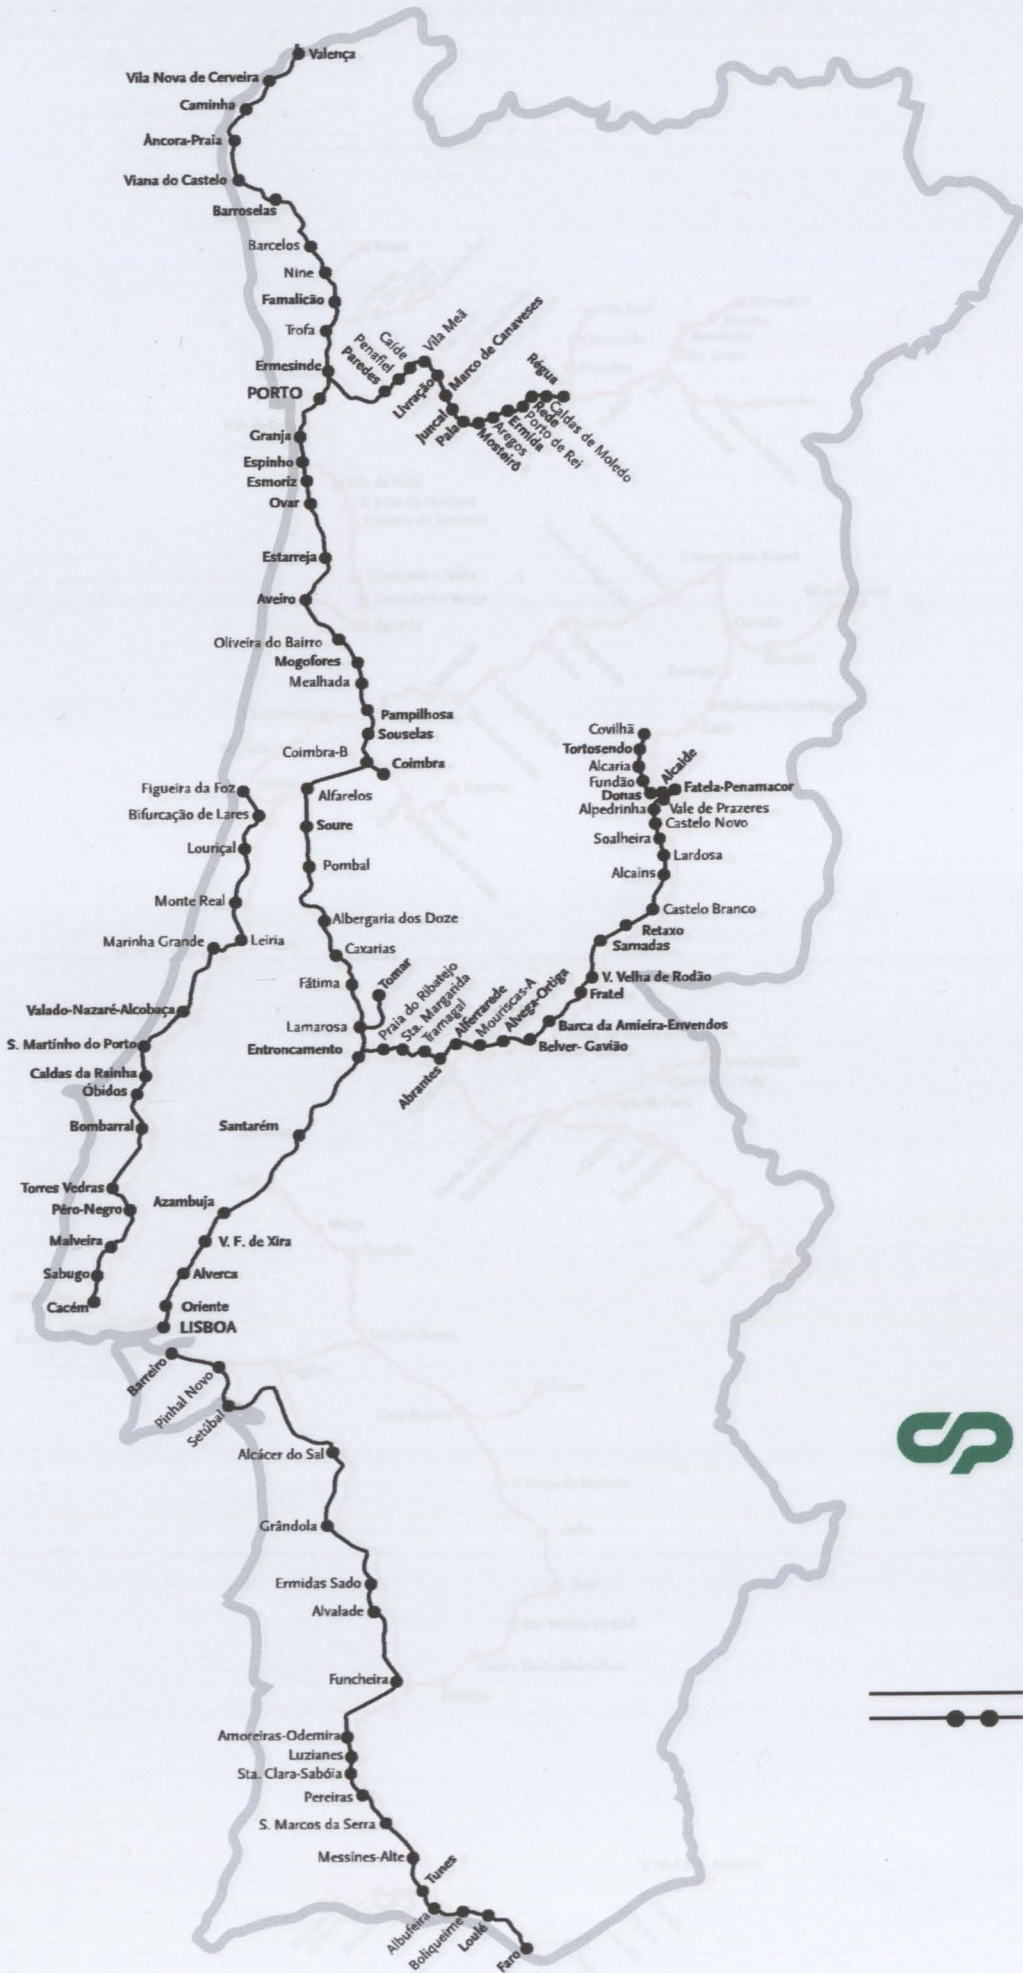 Valença
Vila Nova de Cerveira
Caminha
Âncora-Praia
Viana do Castelo
Barroselas
Barcelos
Nine
Famalicão
Trofa
Ermesinde
PORTO
Paredes
Penafiel
Caíde
Vila Meã
Livração
Marco de Canaveses
Juncal
Pala
Mosteirô
Aregos
Ermida
Porto de Rei
Rede
Caldas de Moledo
Régua
Granja
Espinho
Esmoriz
Ovar
Estarreja
Aveiro
Oliveira do Bairro
Mogofores
Mealhada
Pampilhosa
Souselas
Coimbra-B
Coimbra
Alfarelos
Soure
Pombal
Albergaria dos Doze
Caxarias
Fátima
Tomar
Lamarosa
Entroncamento
Figueira da Foz
Bifurcação de Lares
Louriçal
Monte Real
Leiria
Marinha Grande
Valado-Nazaré-Alcobaça
S. Martinho do Porto
Caldas da Rainha
Óbidos
Bombarral
Torres Vedras
Pêro-Negro
Malveira
Sabugo
Cacém
Covilhã
Tortosendo
Alcaria
Fundão
Donas
Alcaide
Fatela-Penamacor
Vale de Prazeres
Alpedrinha
Castelo Novo
Soalheira
Lardosa
Alcains
Castelo Branco
Retaxo
Sarnadas
V. Velha de Rodão
Fratel
Barca da Amieira-Envendos
Belver- Gavião
Alvega-Ortiga
Mouriscas-A
Alferrarede
Abrantes
Tramagal
Sta. Margarida
Praia do Ribatejo
Santarém
Azambuja
V. F. de Xira
Alverca
Oriente
LISBOA
Barreiro
Pinhal Novo
Setúbal
Alcácer do Sal
Grândola
Ermidas Sado
Alvalade
Funcheira
Amoreiras-Odemira
Luzianes
Sta. Clara-Sabóia
Pereiras
S. Marcos da Serra
Messines-Alte
Tunes
Albufeira
Boliqueime
Loulé
Faro
CP